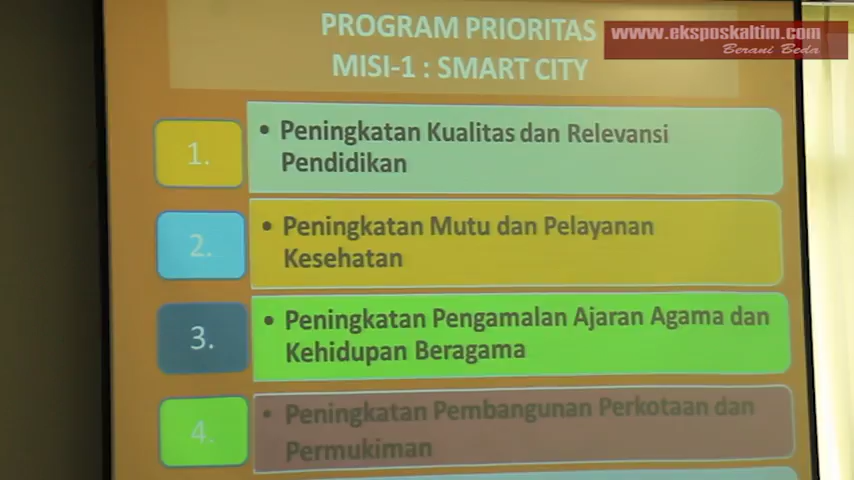 PROGRAM PRIORITAS
MISI-1 : SMART CITY
www.eksposkaltim.com
Berani Beda
1.
• Peningkatan Kualitas dan Relevansi
Pendidikan
2.
• Peningkatan Mutu dan Pelayanan
Kesehatan
3.
• Peningkatan Pengamalan Ajaran Agama dan
Kehidupan Beragama
4.
• Peningkatan Pembangunan Perkotaan dan
Permukiman